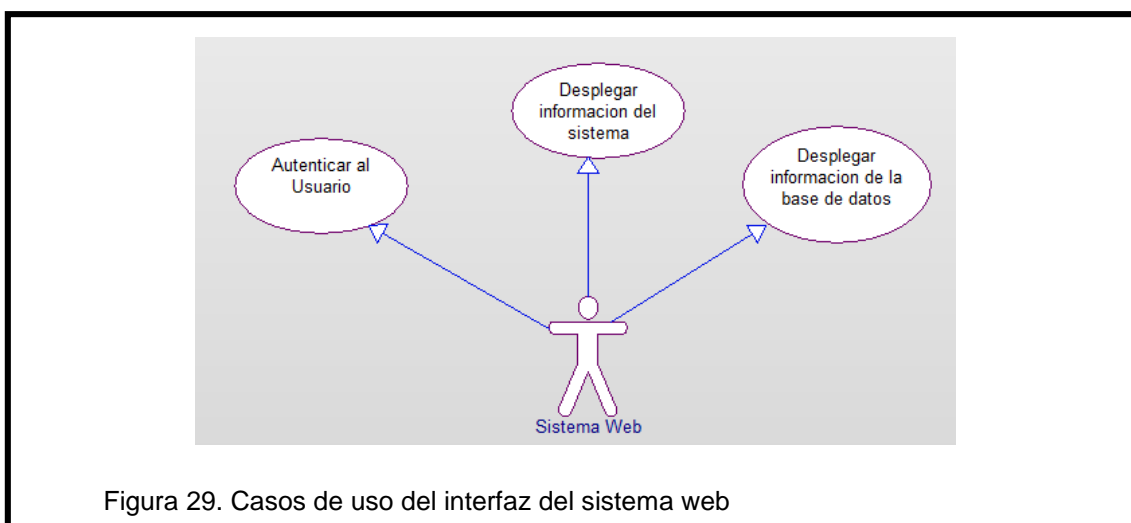 Desplegar
informacion del
sistema
Autenticar al
Usuario
Desplegar
informacion de la
base de datos
Sistema Web
Figura 29. Casos de uso del interfaz del sistema web